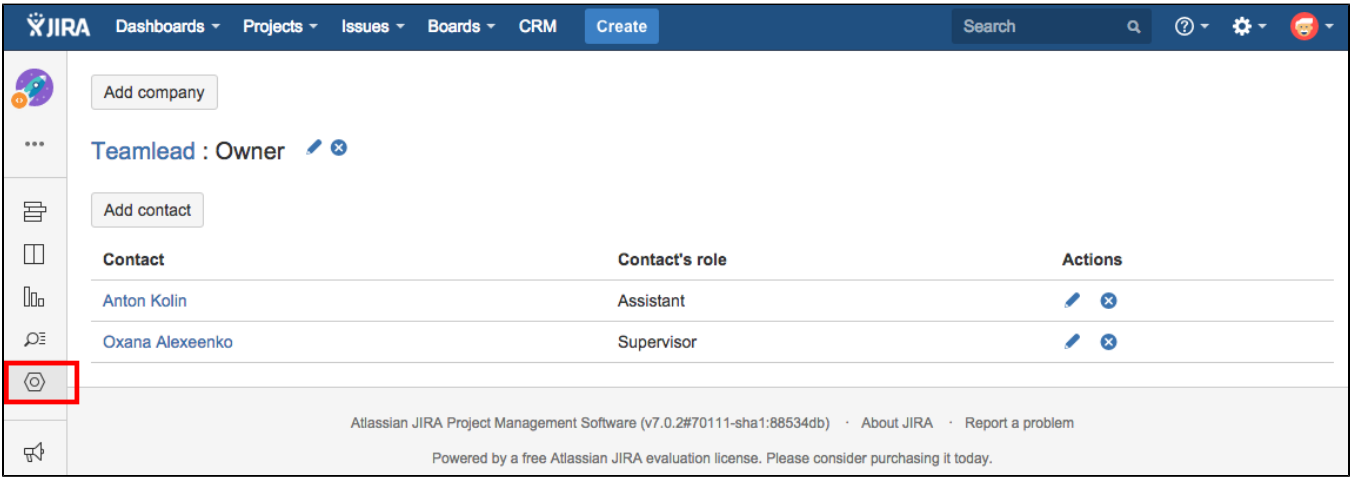 JIRA Dashboards Projects Issues Boards CRM Create Search
Add company
Teamlead : Owner
Add contact
Contact Contact's role Actions
Anton Kolin Assistant
Oxana Alexeenko Supervisor
Atlassian JIRA Project Management Software (v7.0.2#70111-sha1:88534db) · About JIRA · Report a problem
Powered by a free Atlassian JIRA evaluation license. Please consider purchasing it today.